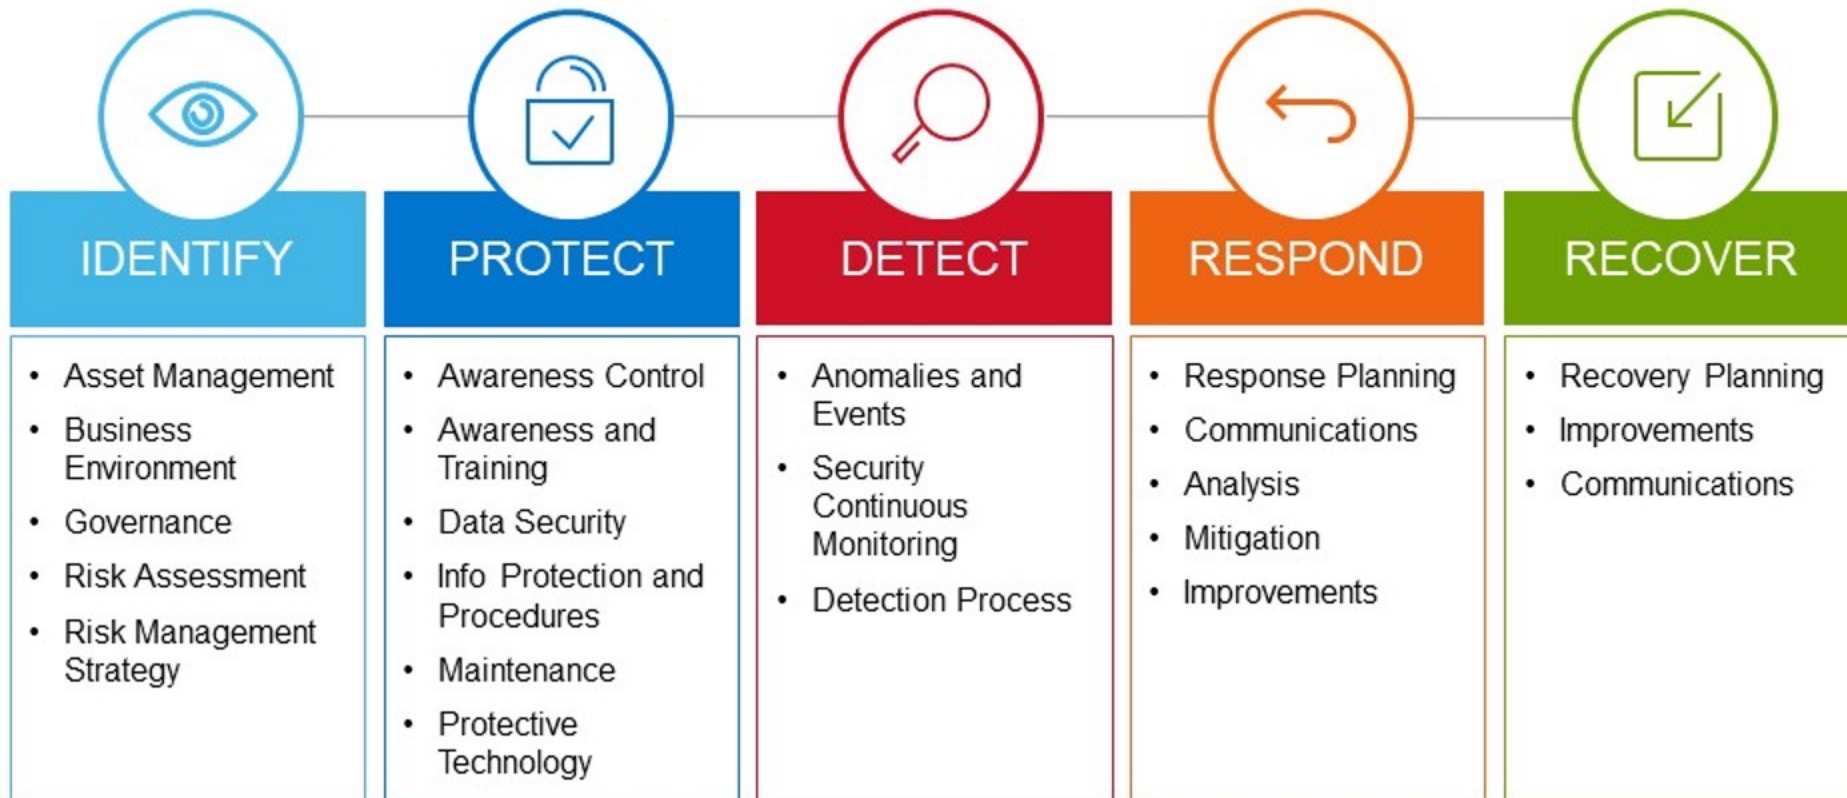 IDENTIFY
• Asset Management
• Business
Environment
• Governance
• Risk Assessment
• Risk Management
Strategy
PROTECT
• Awareness Control
• Awareness and
Training
• Data Security
• Info Protection and
Procedures
• Maintenance
• Protective
Technology
DETECT
• Anomalies and
Events
• Security
Continuous
Monitoring
• Detection Process
RESPOND
• Response Planning
• Communications
• Analysis
• Mitigation
• Improvements
RECOVER
• Recovery Planning
• Improvements
• Communications